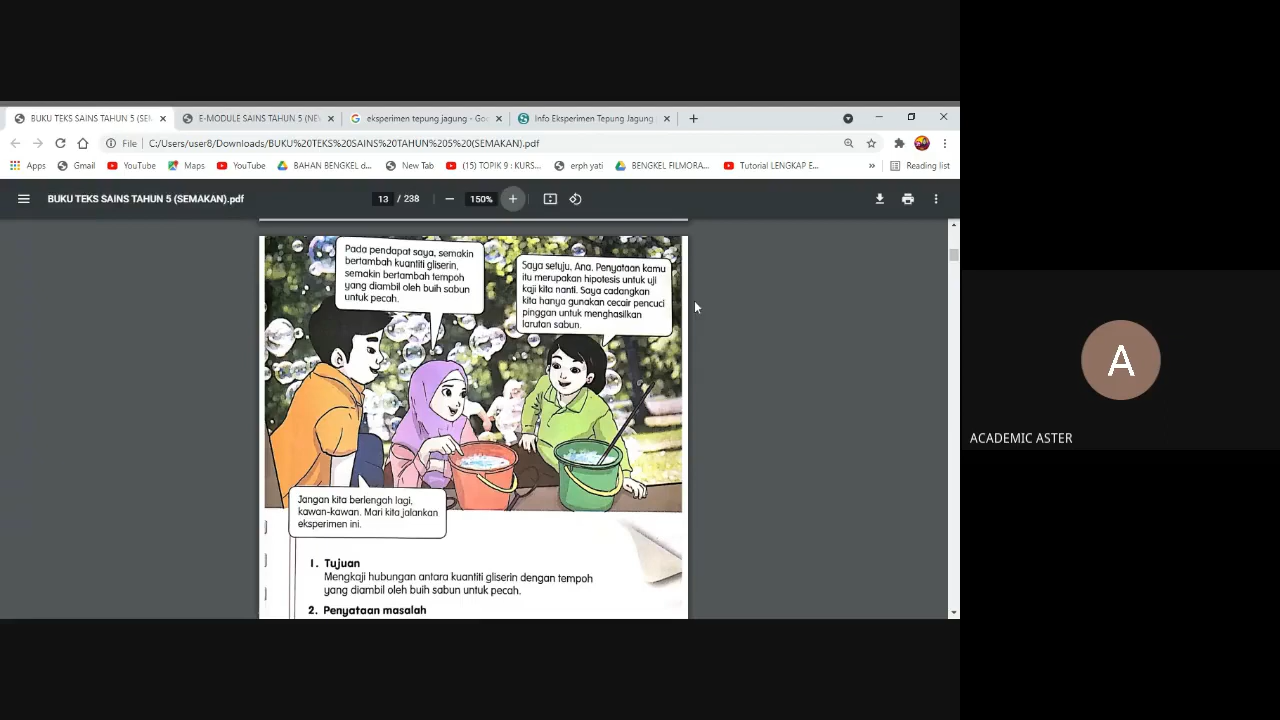 BUKU TEKS SAINS TAHUN 5 (SEM
E-MODULE SAINS TAHUN 5 (NE
eksperimen tepung jagung - Goo
Info Eksperimen Tepung Jagung
File C:/Users/user8/Downloads/BUKU%20TEKS%20SAINS%20TAHUN%205%20(SEMAKAN).pdf
Apps Gmail YouTube Maps YouTube BAHAN BENGKEL d... New Tab (15) TOPIK 9 : KURS... erph yati BENGKEL FILMORA... Tutorial LENGKAP E... » Reading list
BUKU TEKS SAINS TAHUN 5 (SEMAKAN).pdf 13 / 238 150%
Pada pendapat saya, semakin
bertambah kuantiti gliserin,
semakin bertambah tempoh
yang diambil oleh buih sabun
untuk pecah.
Saya setuju, Ana. Penyataan kamu
itu merupakan hipotesis untuk uji
kaji kita nanti. Saya cadangkan
kita hanya gunakan cecair pencuci
pinggan untuk menghasilkan
larutan sabun.
Jangan kita berlengah lagi,
kawan-kawan. Mari kita jalankan
eksperimen ini.
1. Tujuan
Mengkaji hubungan antara kuantiti gliserin dengan tempoh
yang diambil oleh buih sabun untuk pecah.
2. Penyataan masalah
A
ACADEMIC ASTER